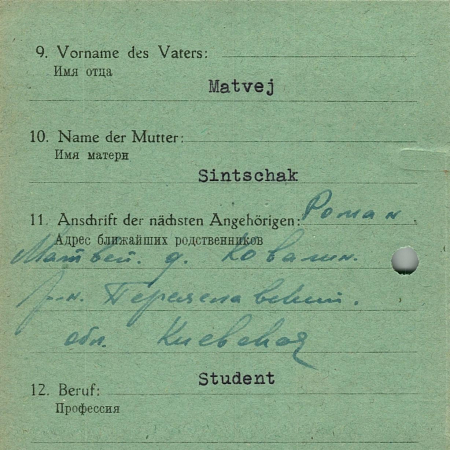 9. Vorname des Vaters:
Имя отца
Matvej
10. Name der Mutter:
Имя матери
Sintschak
11. Anschrift der nächsten Angehörigen: Роман
Адрес ближайших родственников
Матвей. д. Ковалин.
р-н. Переяславский.
обл. Киевская
Student
12. Beruf:
Профессия